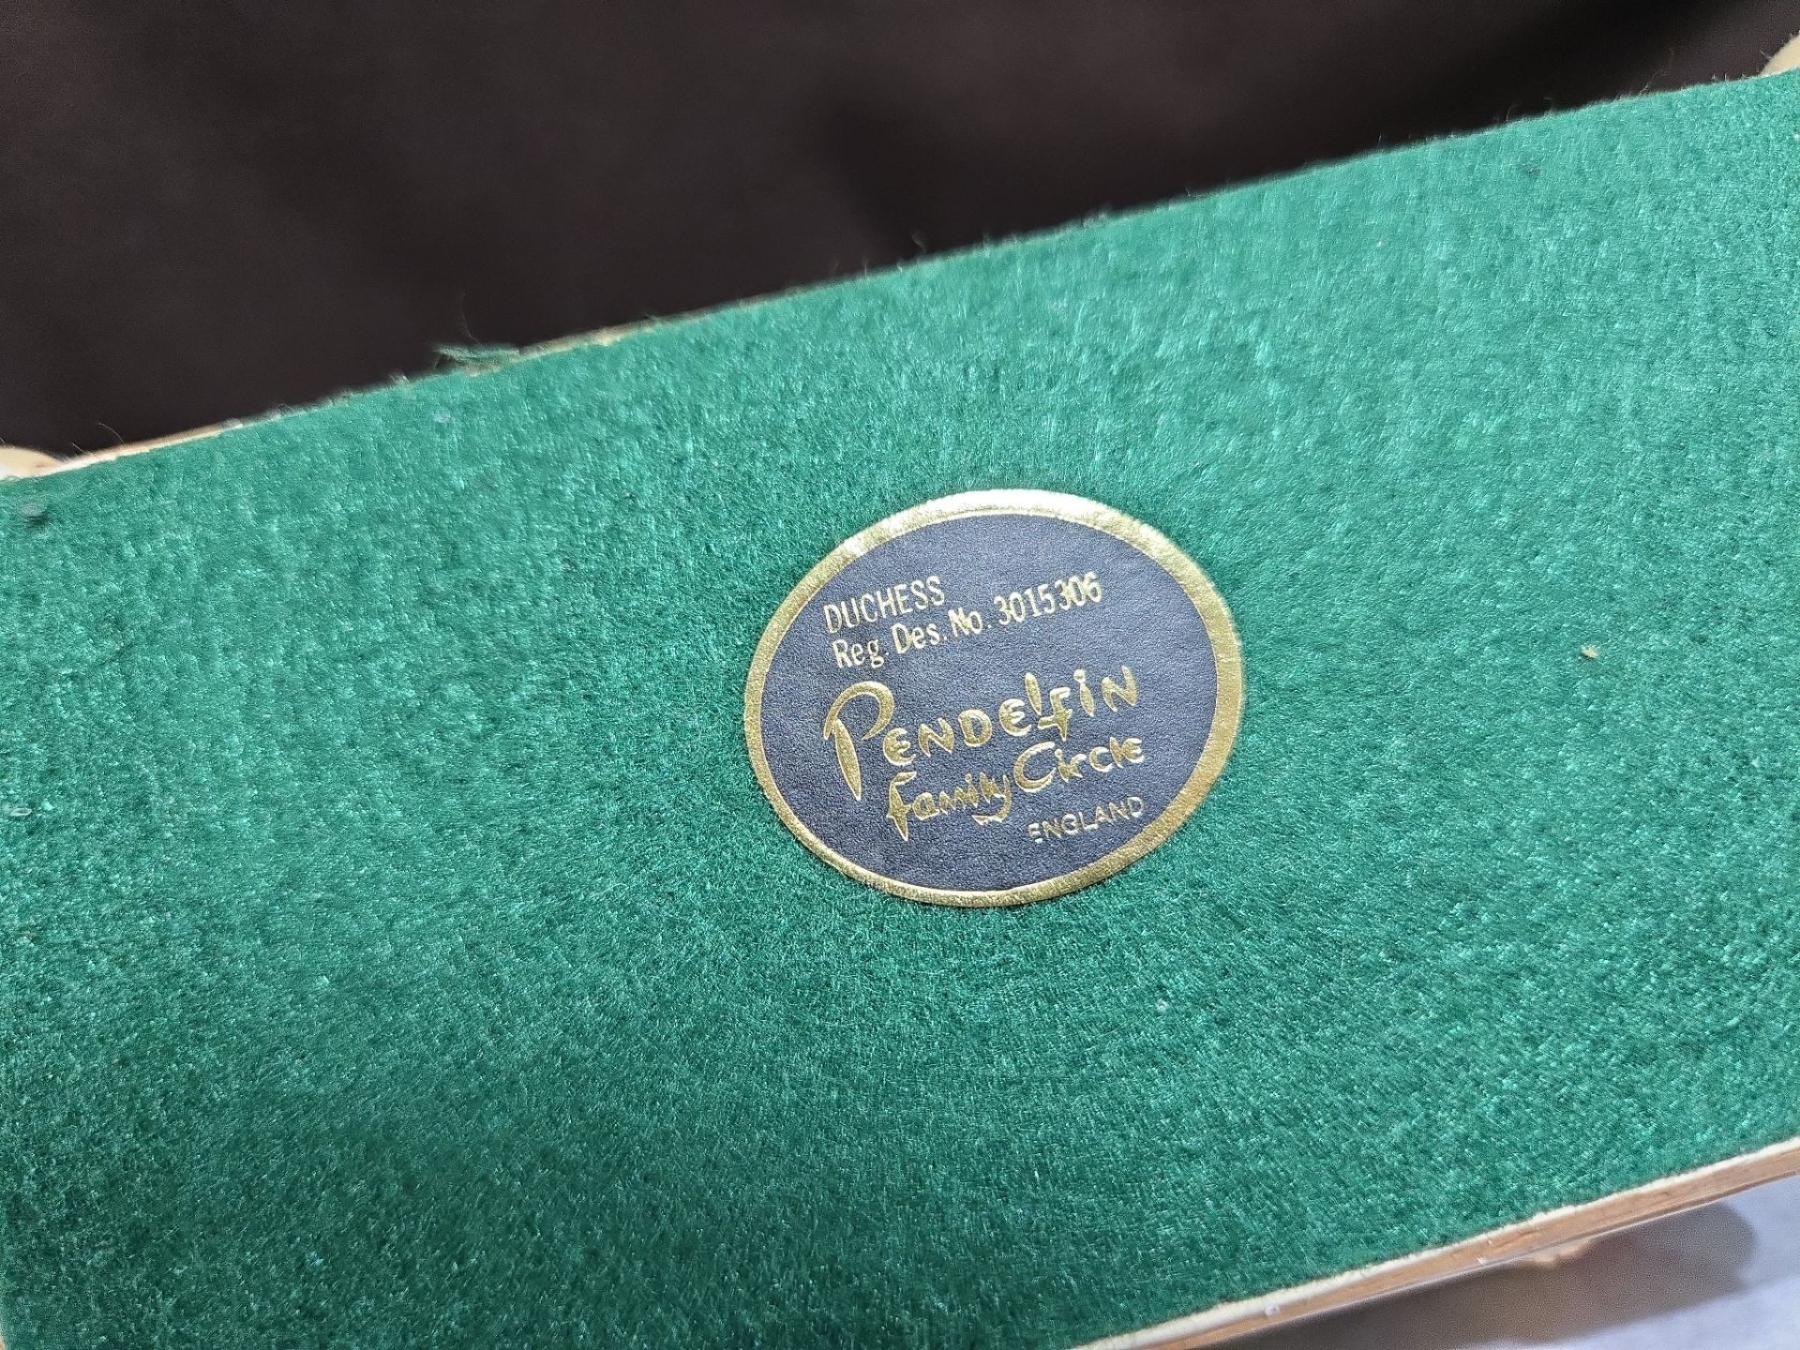 DUCHESS
Reg. Des. No. 3015306
PENDELFIN
Family Circle
ENGLAND